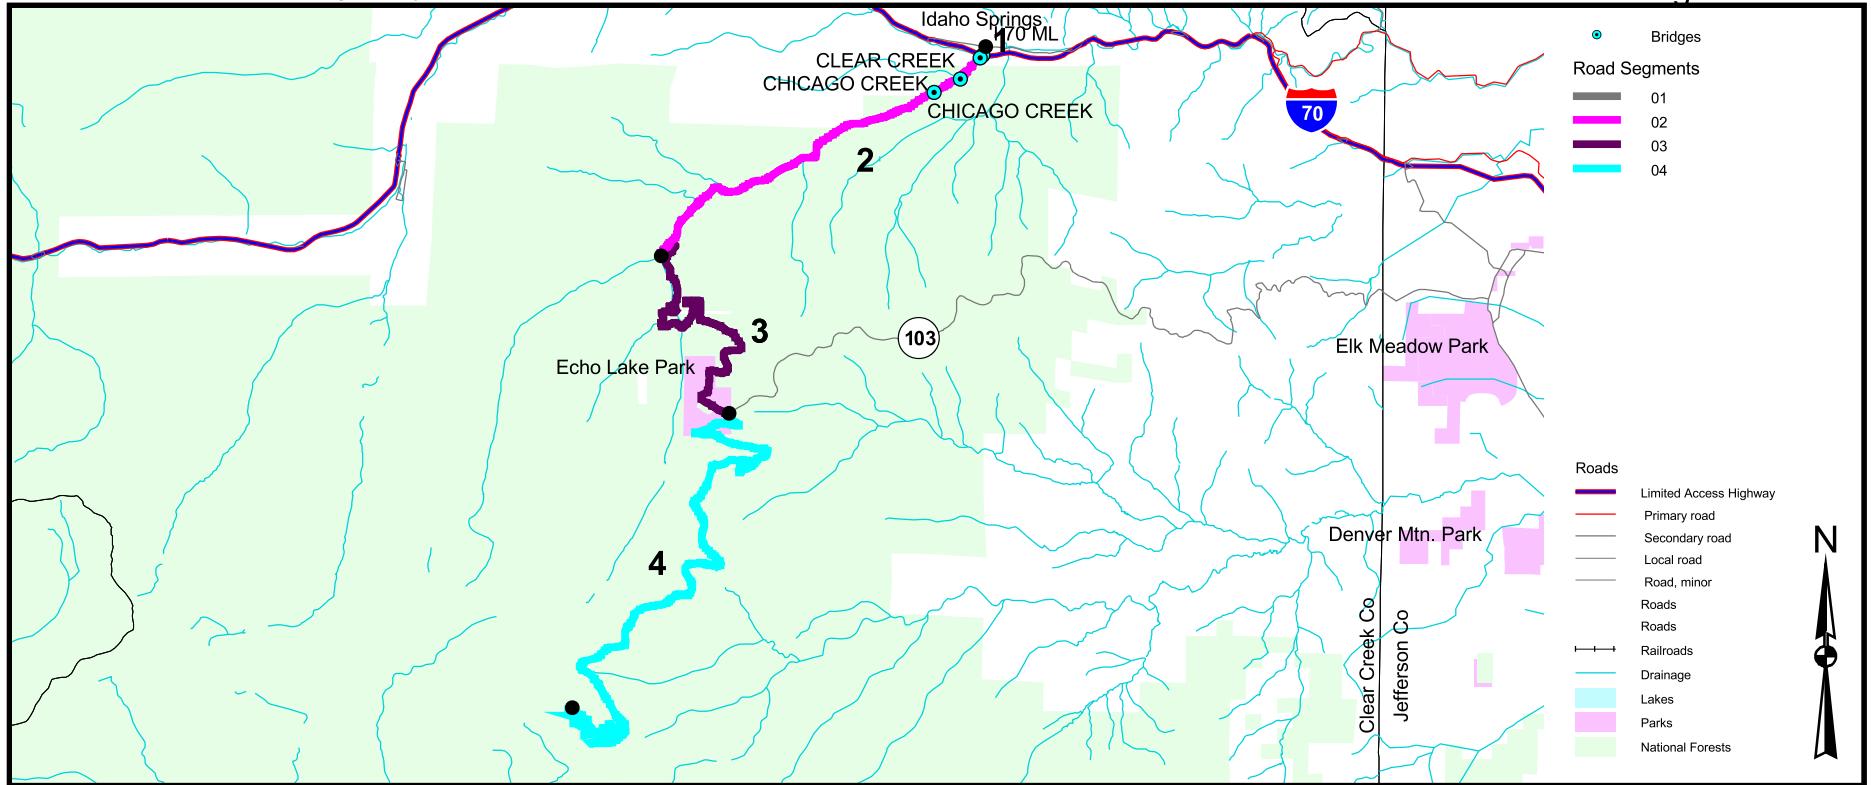 Idaho Springs
I-70 ML
1
CLEAR CREEK
CHICAGO CREEK
CHICAGO CREEK
2
70
3
103
Echo Lake Park
Elk Meadow Park
4
Denver Mtn. Park
Clear Creek Co
Jefferson Co
Bridges
Road Segments
01
02
03
04
Roads
Limited Access Highway
Primary road
Secondary road
Local road
Road, minor
Roads
Roads
Railroads
Drainage
Lakes
Parks
National Forests
N